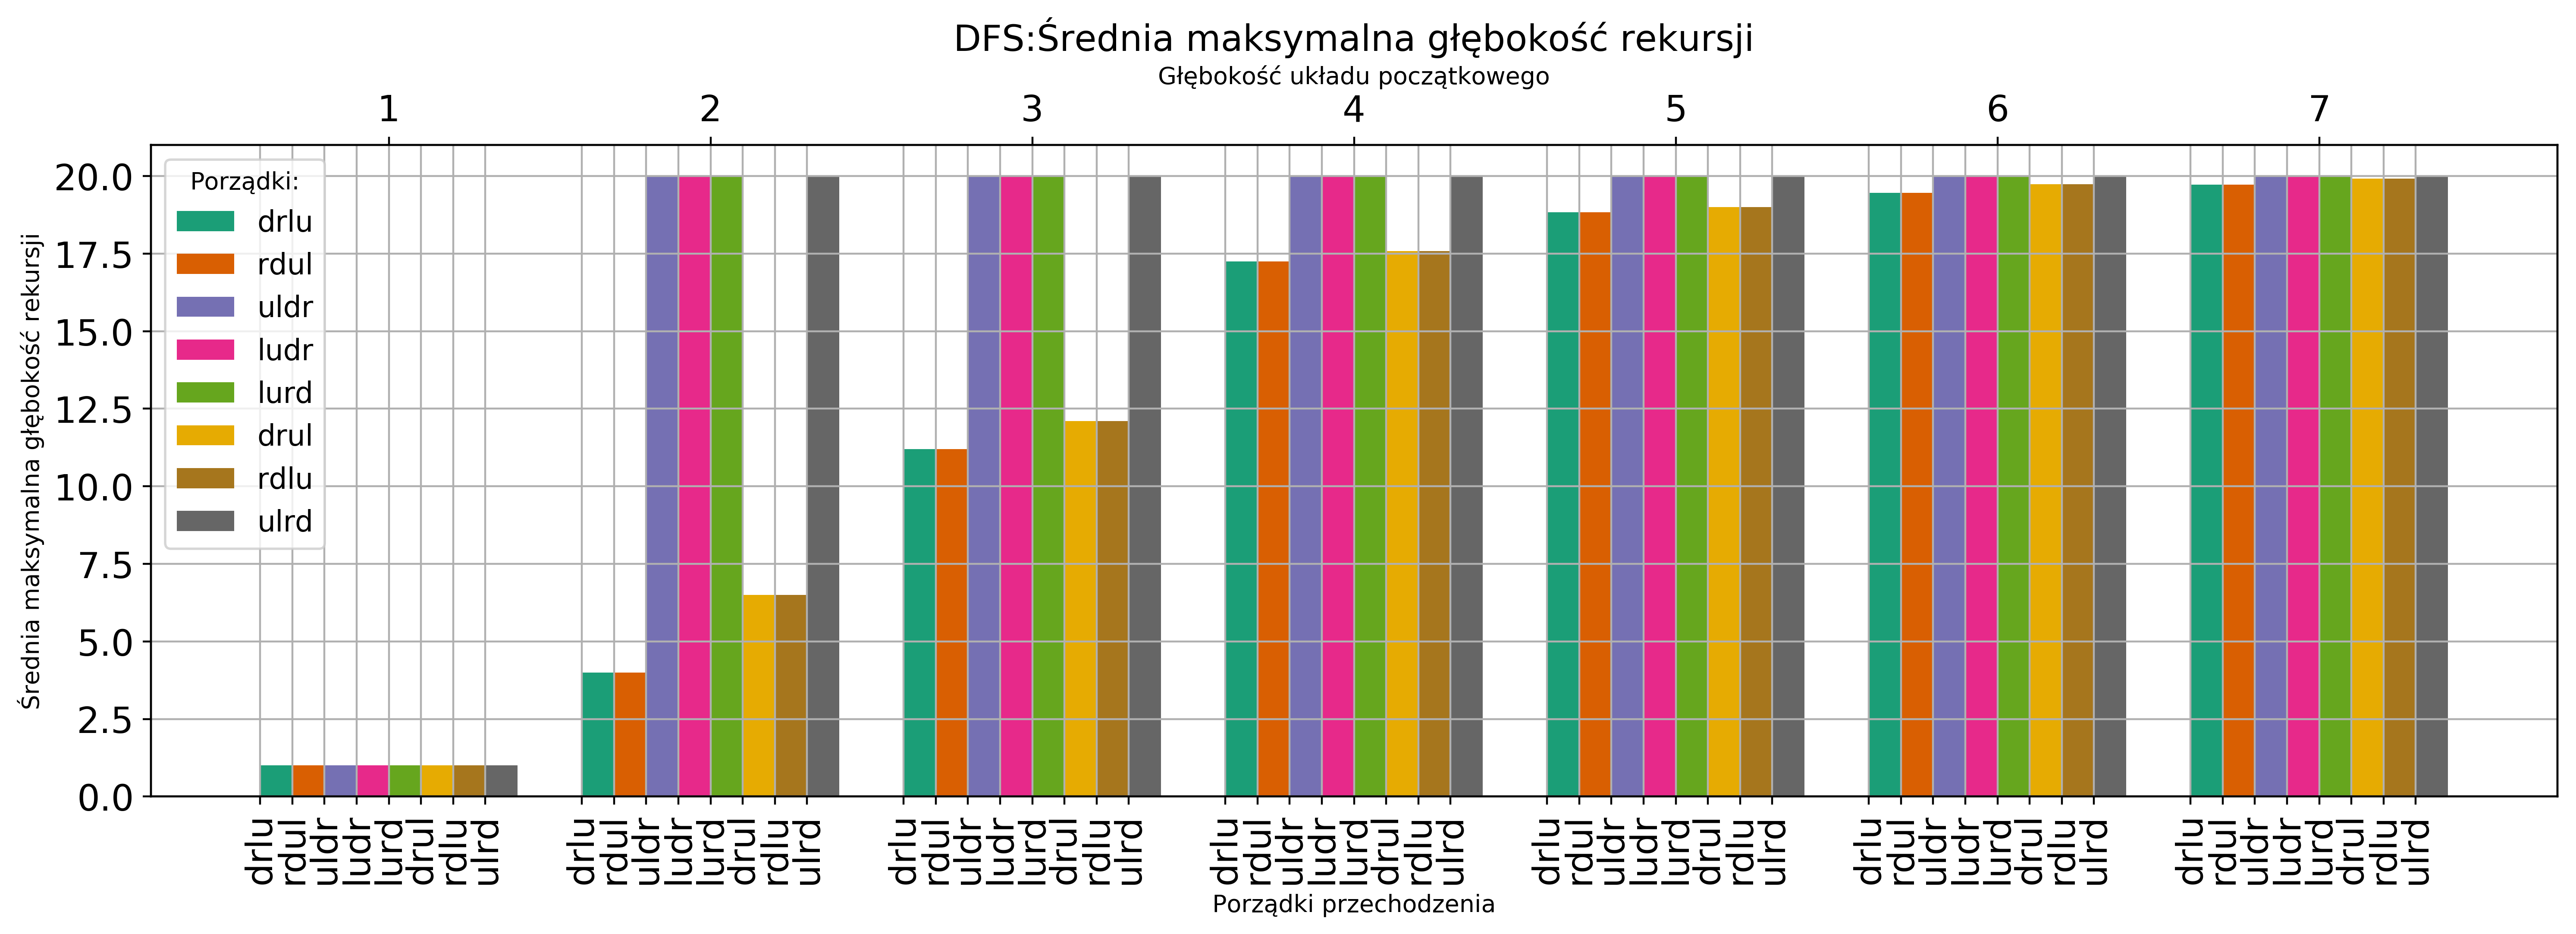 DFS:Średnia maksymalna głębokość rekursji
Głębokość układu początkowego
1 2 3 4 5 6 7
Średnia maksymalna głębokość rekursji
20.0
17.5
15.0
12.5
10.0
7.5
5.0
2.5
0.0
Porządki:
drlu
rdul
uldr
ludr
lurd
drul
rdlu
ulrd
drlu rdul uldr ludr lurd drul rdlu ulrd drlu rdul uldr ludr lurd drul rdlu ulrd drlu rdul uldr ludr lurd drul rdlu ulrd drlu rdul uldr ludr lurd drul rdlu ulrd drlu rdul uldr ludr lurd drul rdlu ulrd drlu rdul uldr ludr lurd drul rdlu ulrd drlu rdul uldr ludr lurd drul rdlu ulrd
Porządki przechodzenia